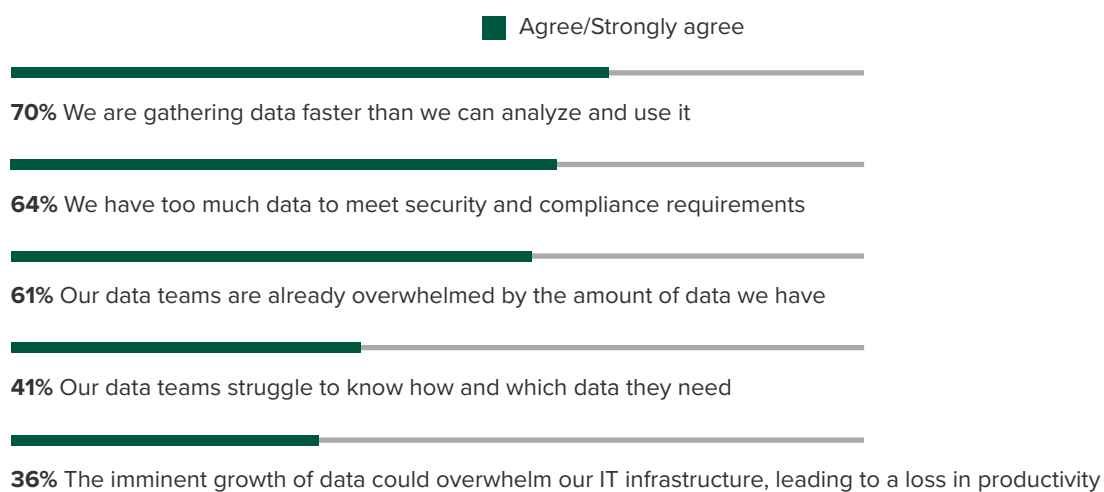 Agree/Strongly agree
70% We are gathering data faster than we can analyze and use it
64% We have too much data to meet security and compliance requirements
61% Our data teams are already overwhelmed by the amount of data we have
41% Our data teams struggle to know how and which data they need
36% The imminent growth of data could overwhelm our IT infrastructure, leading to a loss in productivity